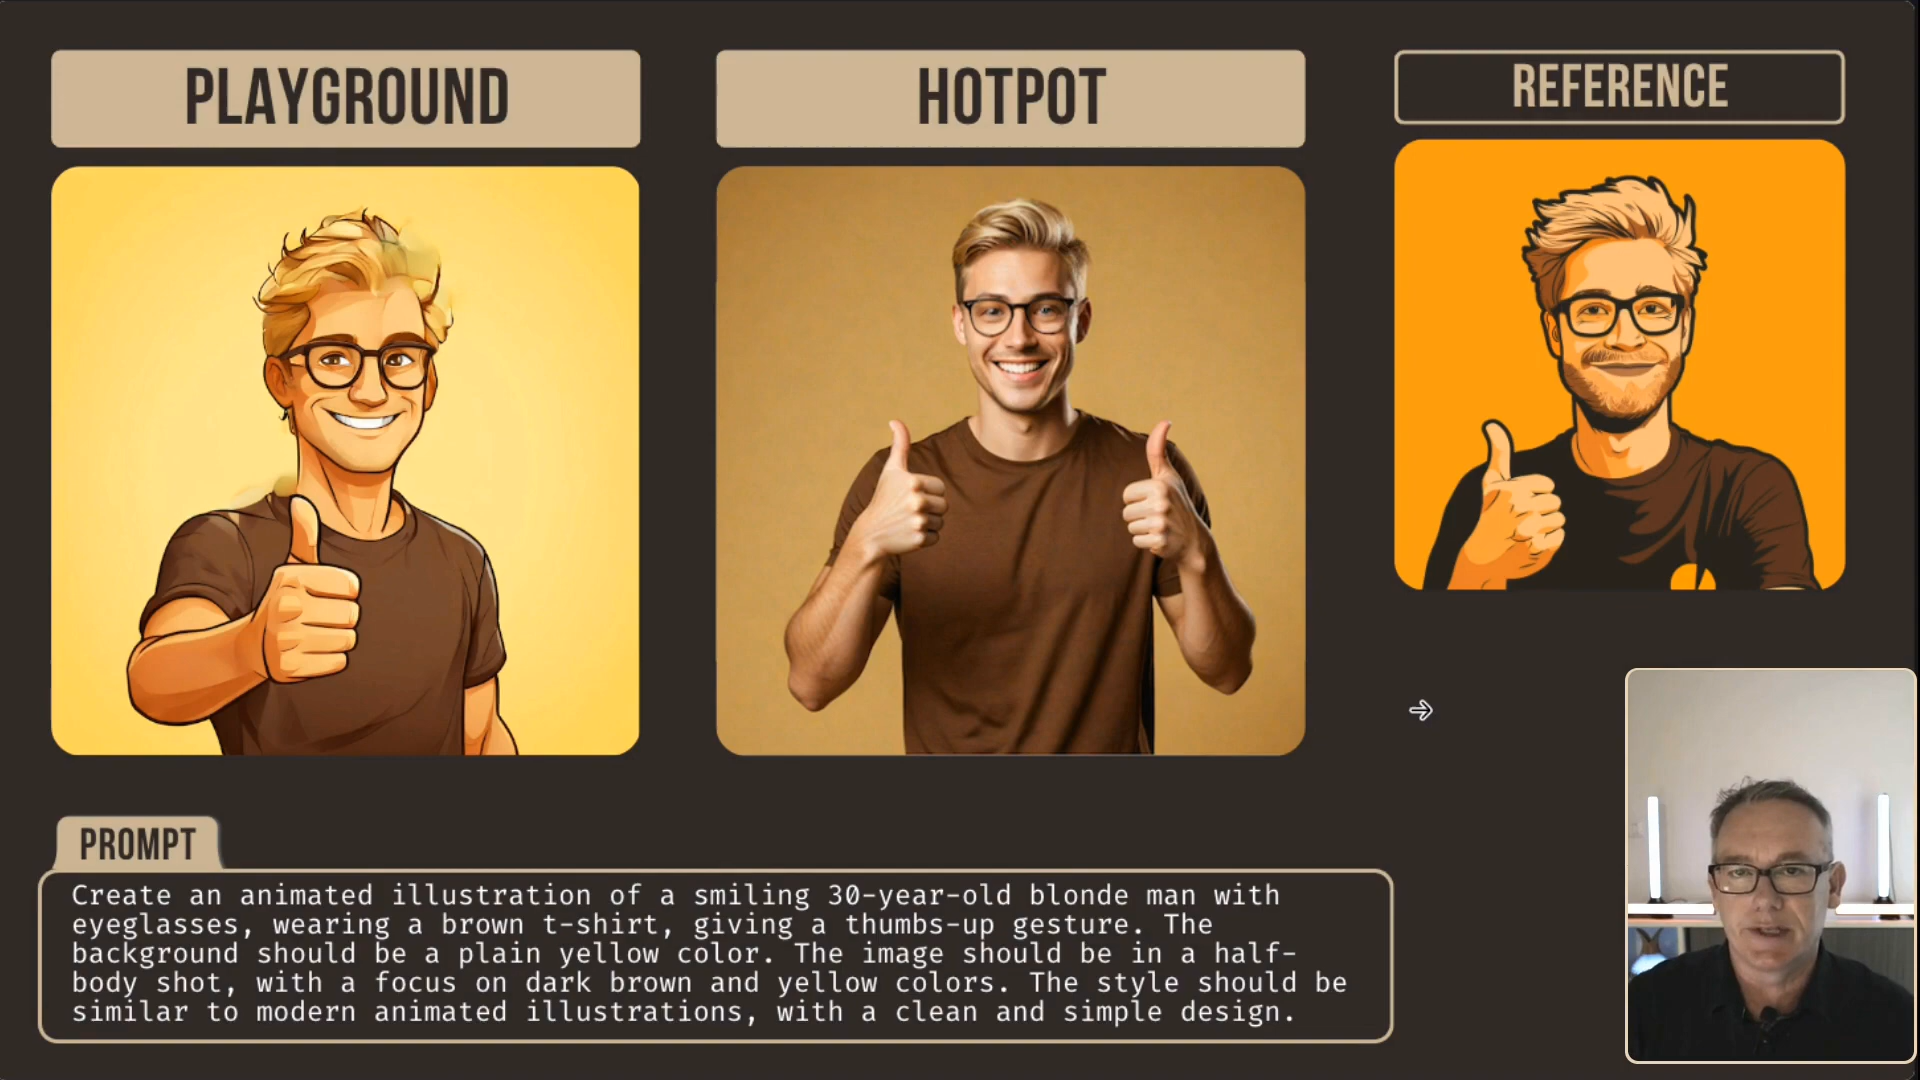 PLAYGROUND
HOTPOT
REFERENCE
PROMPT
Create an animated illustration of a smiling 30-year-old blonde man with
eyeglasses, wearing a brown t-shirt, giving a thumbs-up gesture. The
background should be a plain yellow color. The image should be in a half-
body shot, with a focus on dark brown and yellow colors. The style should be
similar to modern animated illustrations, with a clean and simple design.